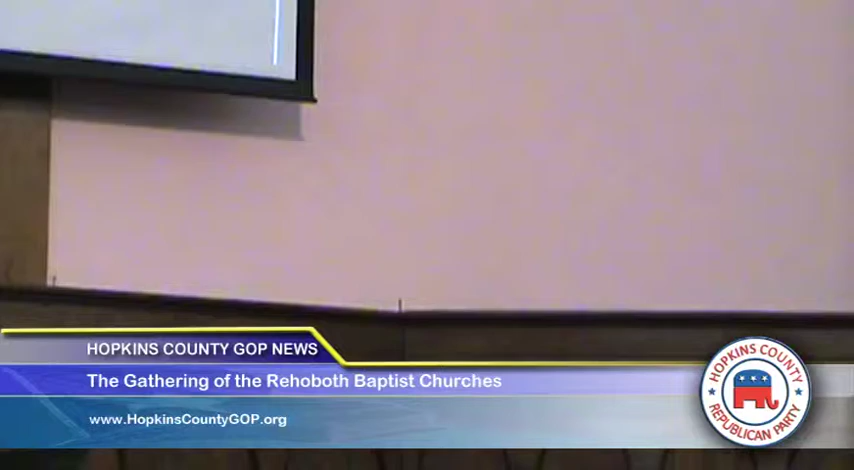 HOPKINS COUNTY GOP NEWS
The Gathering of the Rehoboth Baptist Churches
www.HopkinsCountyGOP.org
HOPKINS COUNTY
REPUBLICAN PARTY